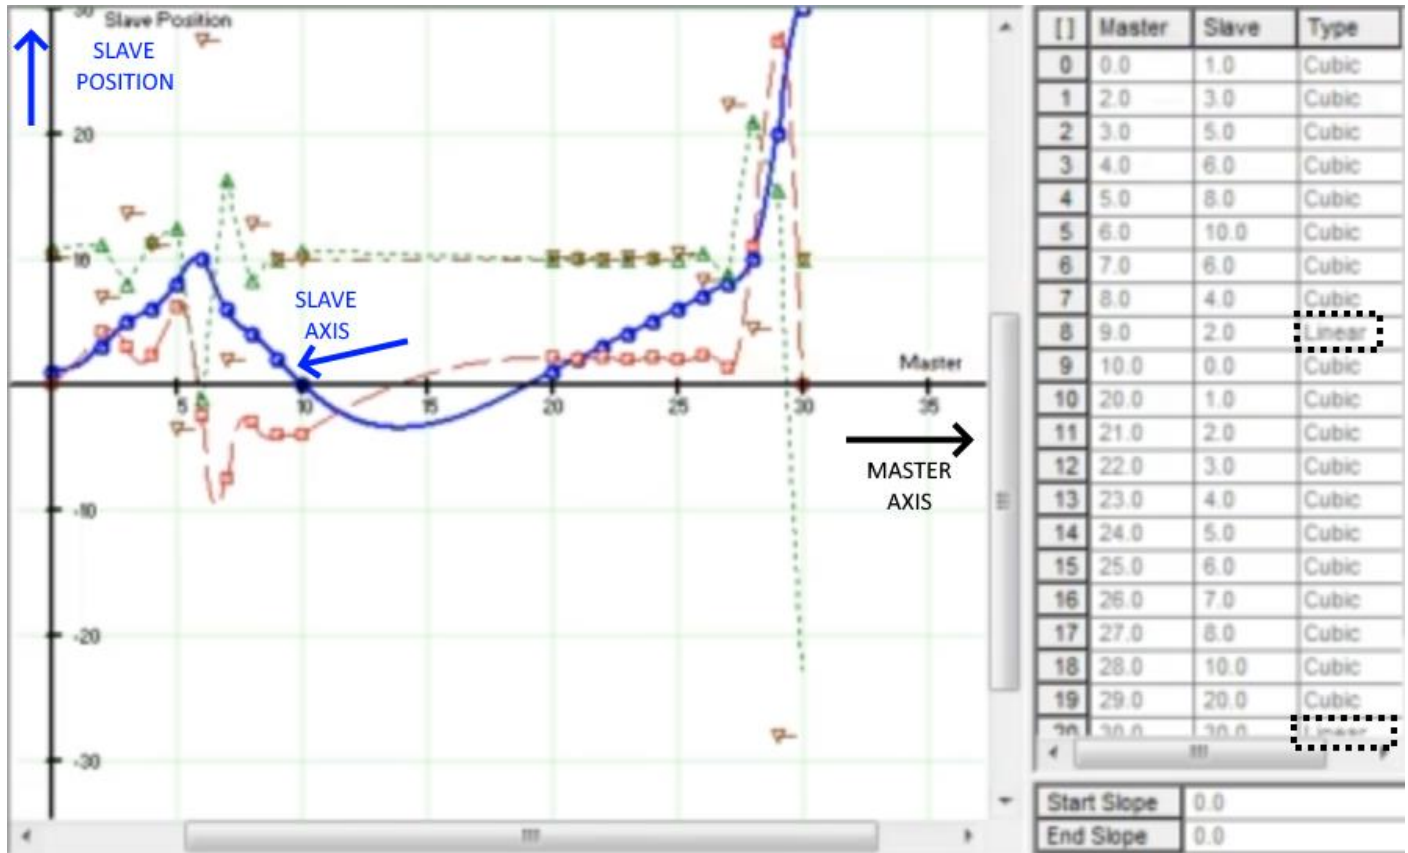 30 Slave Position
SLAVE
POSITION
20
10
SLAVE
AXIS
Master
5 10 15 20 25 30 35
MASTER
AXIS
-10
-20
-30
[ ] Master Slave Type
0 0.0 1.0 Cubic
1 2.0 3.0 Cubic
2 3.0 5.0 Cubic
3 4.0 6.0 Cubic
4 5.0 8.0 Cubic
5 6.0 10.0 Cubic
6 7.0 6.0 Cubic
7 8.0 4.0 Cubic
8 9.0 2.0 Linear
9 10.0 0.0 Cubic
10 20.0 1.0 Cubic
11 21.0 2.0 Cubic
12 22.0 3.0 Cubic
13 23.0 4.0 Cubic
14 24.0 5.0 Cubic
15 25.0 6.0 Cubic
16 26.0 7.0 Cubic
17 27.0 8.0 Cubic
18 28.0 10.0 Cubic
19 29.0 20.0 Cubic
20 30.0 30.0 Linear
Start Slope 0.0
End Slope 0.0